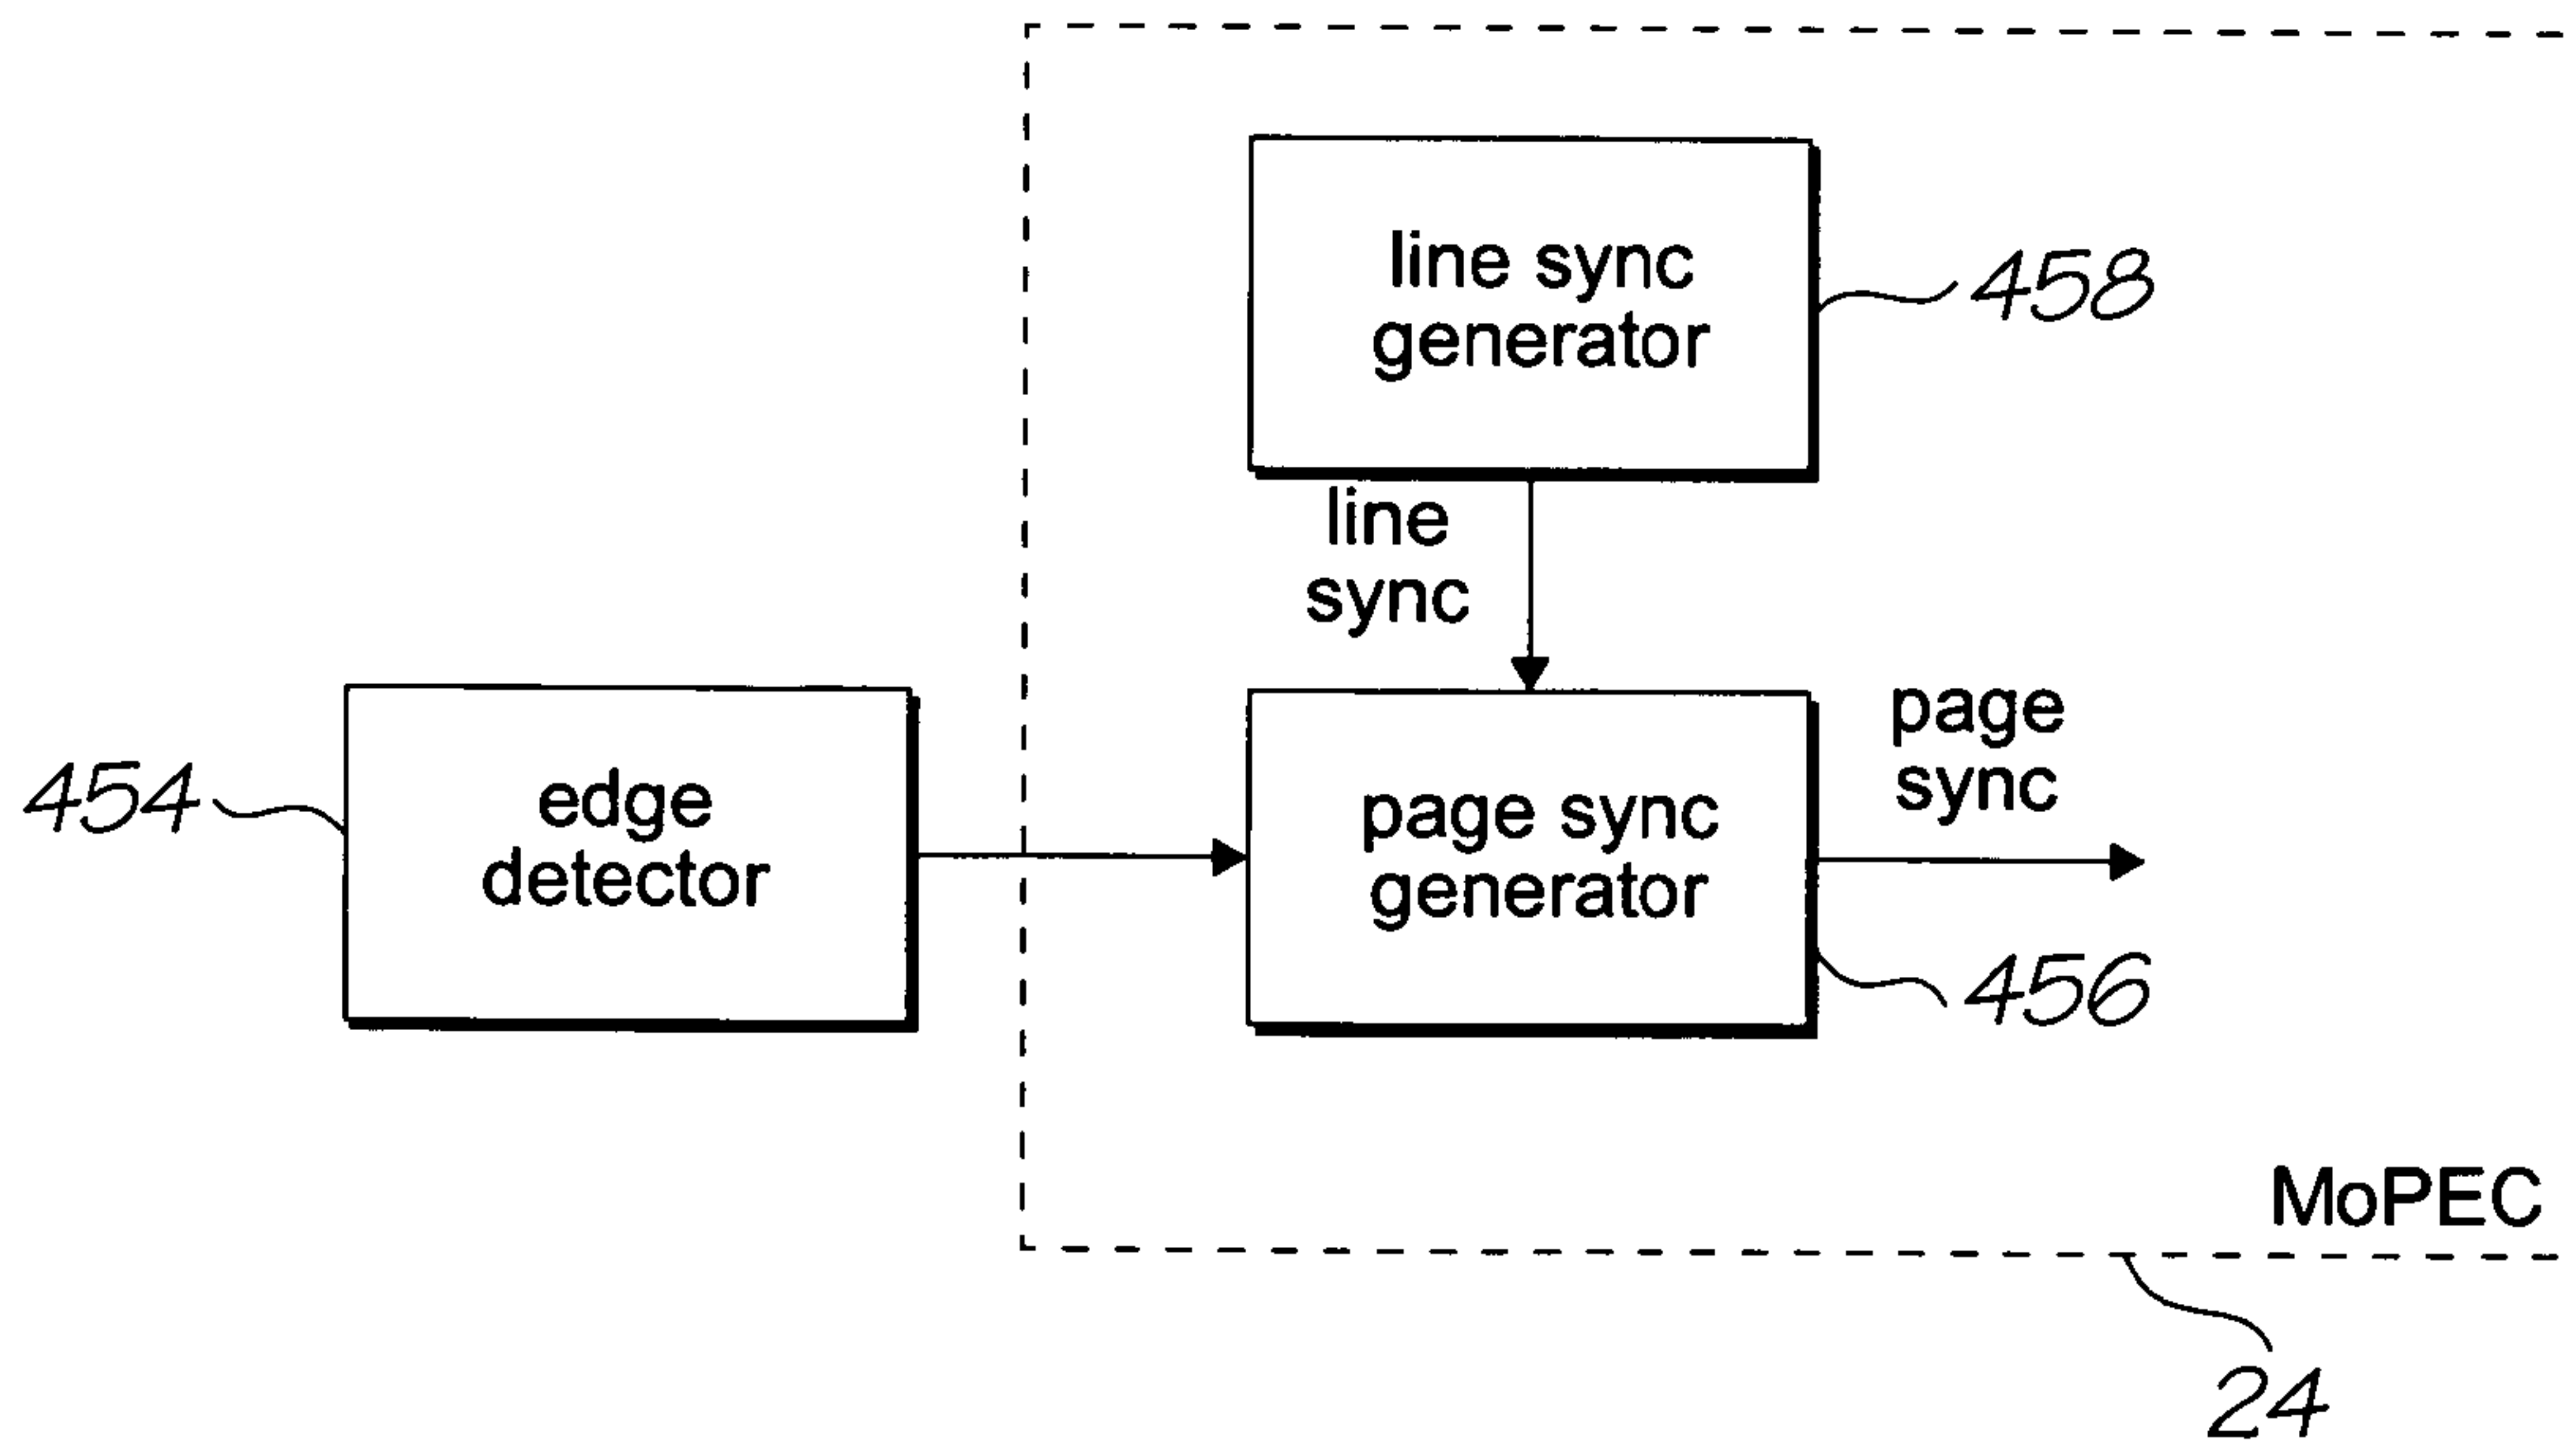 line sync
generator
458
line
sync
page
sync
454
edge
detector
page sync
generator
456
MoPEC
24